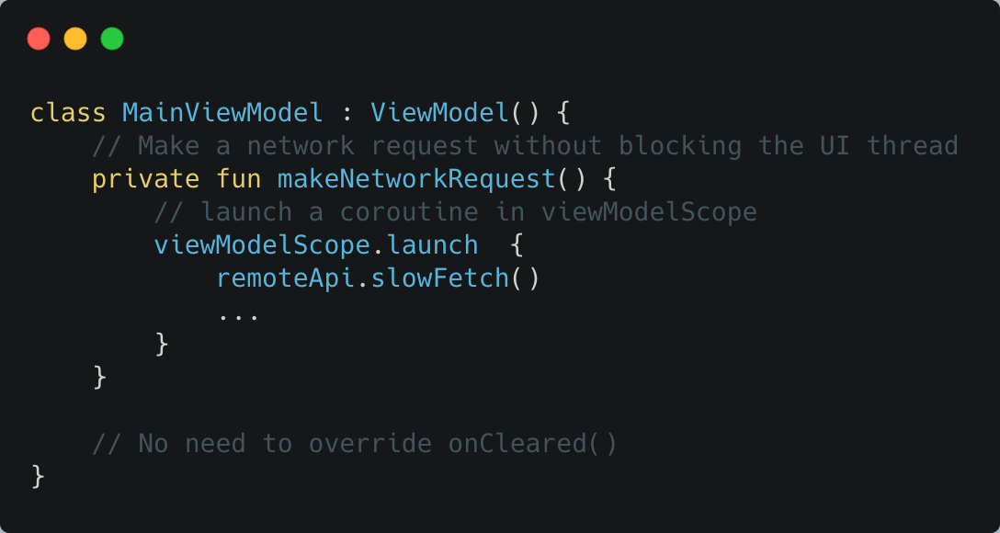 class MainViewModel : ViewModel() {
    // Make a network request without blocking the UI thread
    private fun makeNetworkRequest() {
        // launch a coroutine in viewModelScope
        viewModelScope.launch  {
            remoteApi.slowFetch()
            ...
        }
    }

    // No need to override onCleared()
}